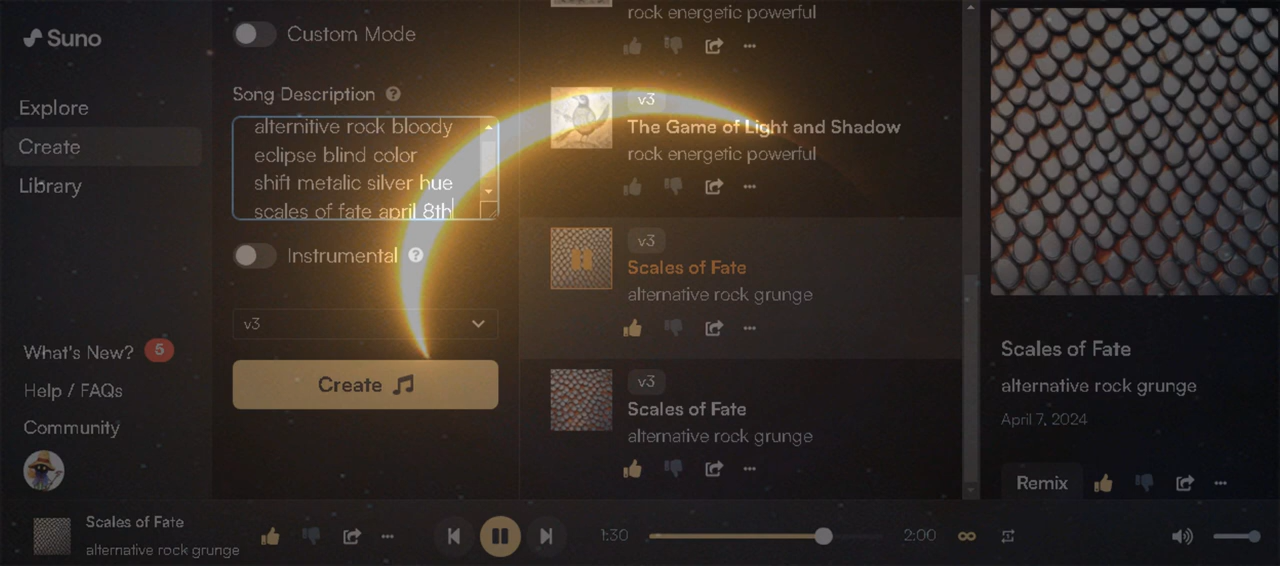 Suno
Explore
Create
Library
What's New? 5
Help / FAQs
Community
Custom Mode
Song Description ?
alternitive rock bloody
eclipse blind color
shift metalic silver hue
scales of fate april 8th
Instrumental ?
v3
Create
rock energetic powerful
v3
The Game of Light and Shadow
rock energetic powerful
v3
Scales of Fate
alternative rock grunge
v3
Scales of Fate
alternative rock grunge
Scales of Fate
alternative rock grunge
April 7, 2024
Remix
Scales of Fate
alternative rock grunge
1:30
2:00